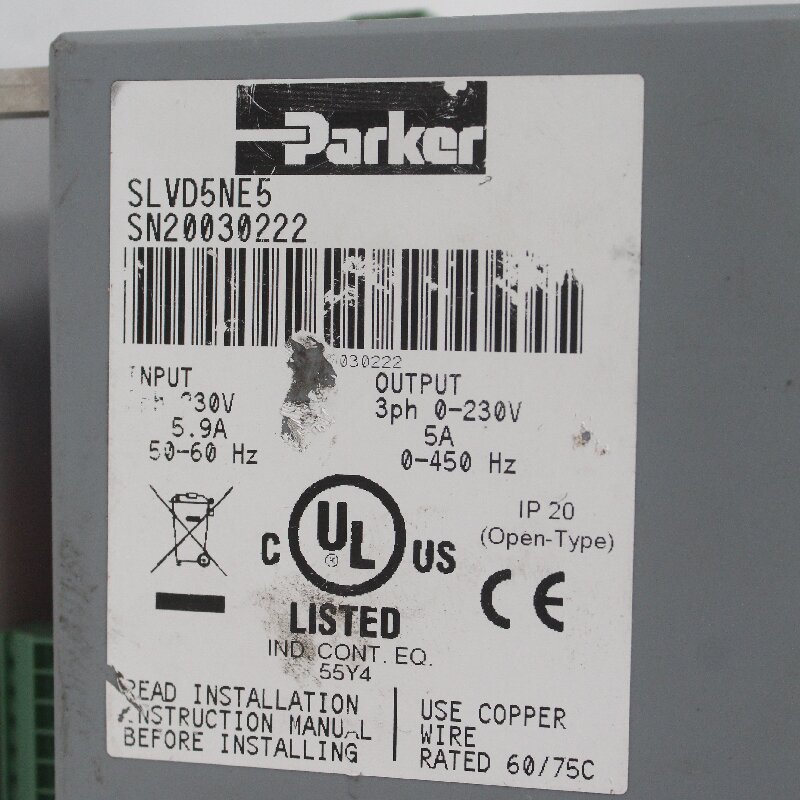 Parker
SLVD5NE5
SN20030222
030222
INPUT
230V
5.9A
50-60 Hz
OUTPUT
3ph 0-230V
5A
0-450 Hz
C UL ® US
LISTED
IND. CONT. EQ.
55Y4
IP 20
(Open-Type)
CE
READ INSTALLATION
INSTRUCTION MANUAL
BEFORE INSTALLING
USE COPPER
WIRE
RATED 60/75C